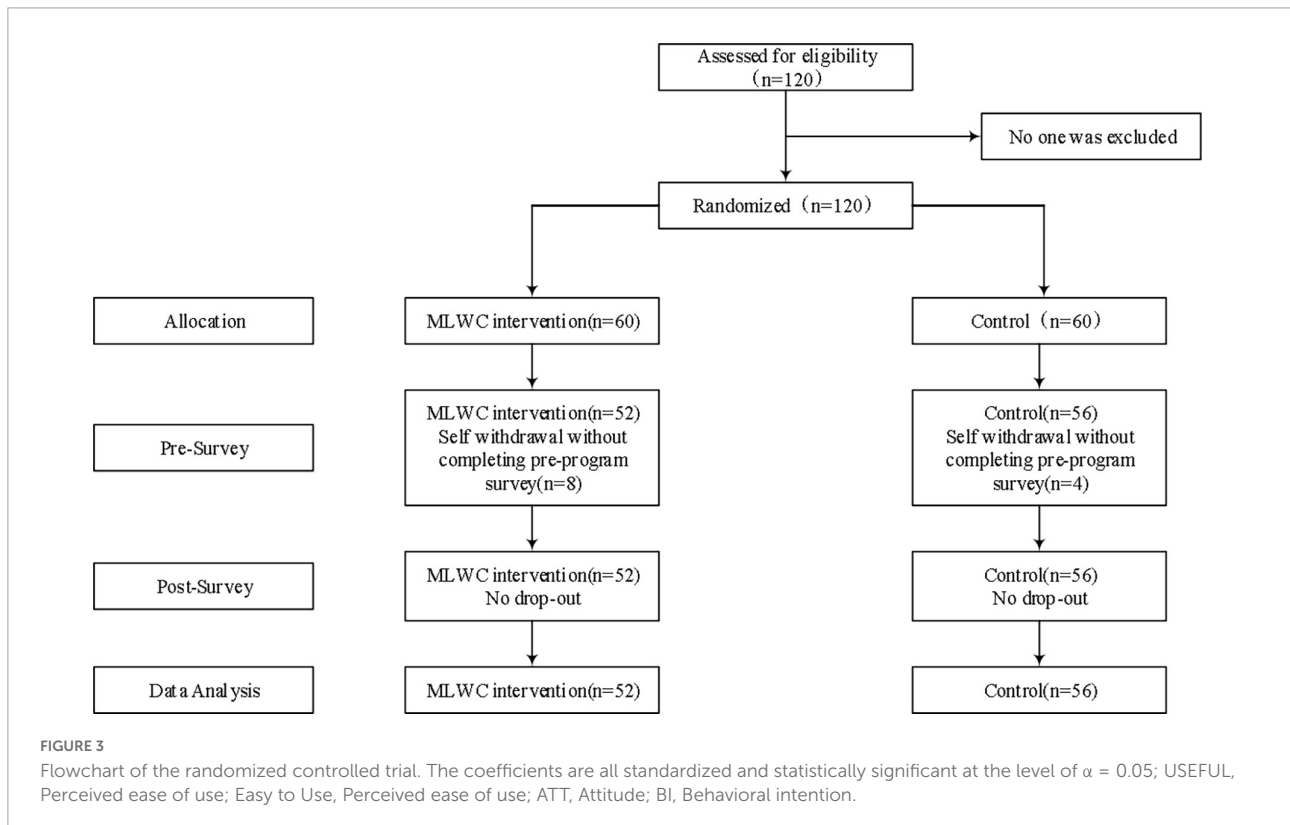 Assessed for eligibility
（n=120）
No one was excluded
Randomized（n=120）
Allocation
MLWC intervention(n=60)
Control（n=60）
Pre-Survey
MLWC intervention(n=52)
Self withdrawal without
completing pre-program
survey(n=8)
Control(n=56)
Self withdrawal without
completing pre-program
survey(n=4)
Post-Survey
MLWC intervention(n=52)
No drop-out
Control(n=56)
No drop-out
Data Analysis
MLWC intervention(n=52)
Control(n=56)
FIGURE 3
Flowchart of the randomized controlled trial. The coefficients are all standardized and statistically significant at the level of α = 0.05; USEFUL,
Perceived ease of use; Easy to Use, Perceived ease of use; ATT, Attitude; BI, Behavioral intention.